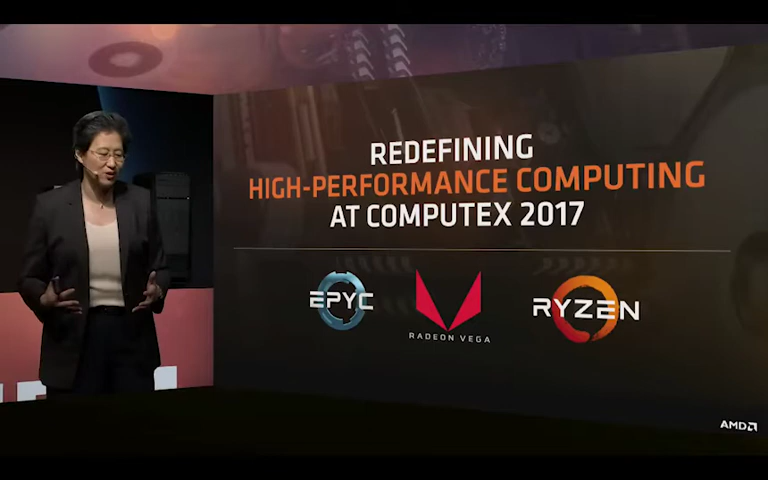 REDEFINING
HIGH-PERFORMANCE COMPUTING
AT COMPUTEX 2017
EPYC
RADEON VEGA
RYZEN
AMD